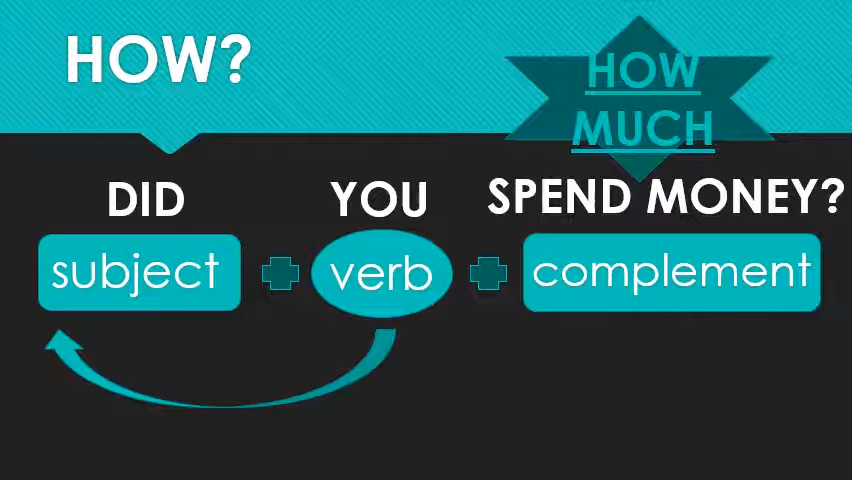 HOW?
HOW
MUCH
DID YOU SPEND MONEY?
subject verb complement